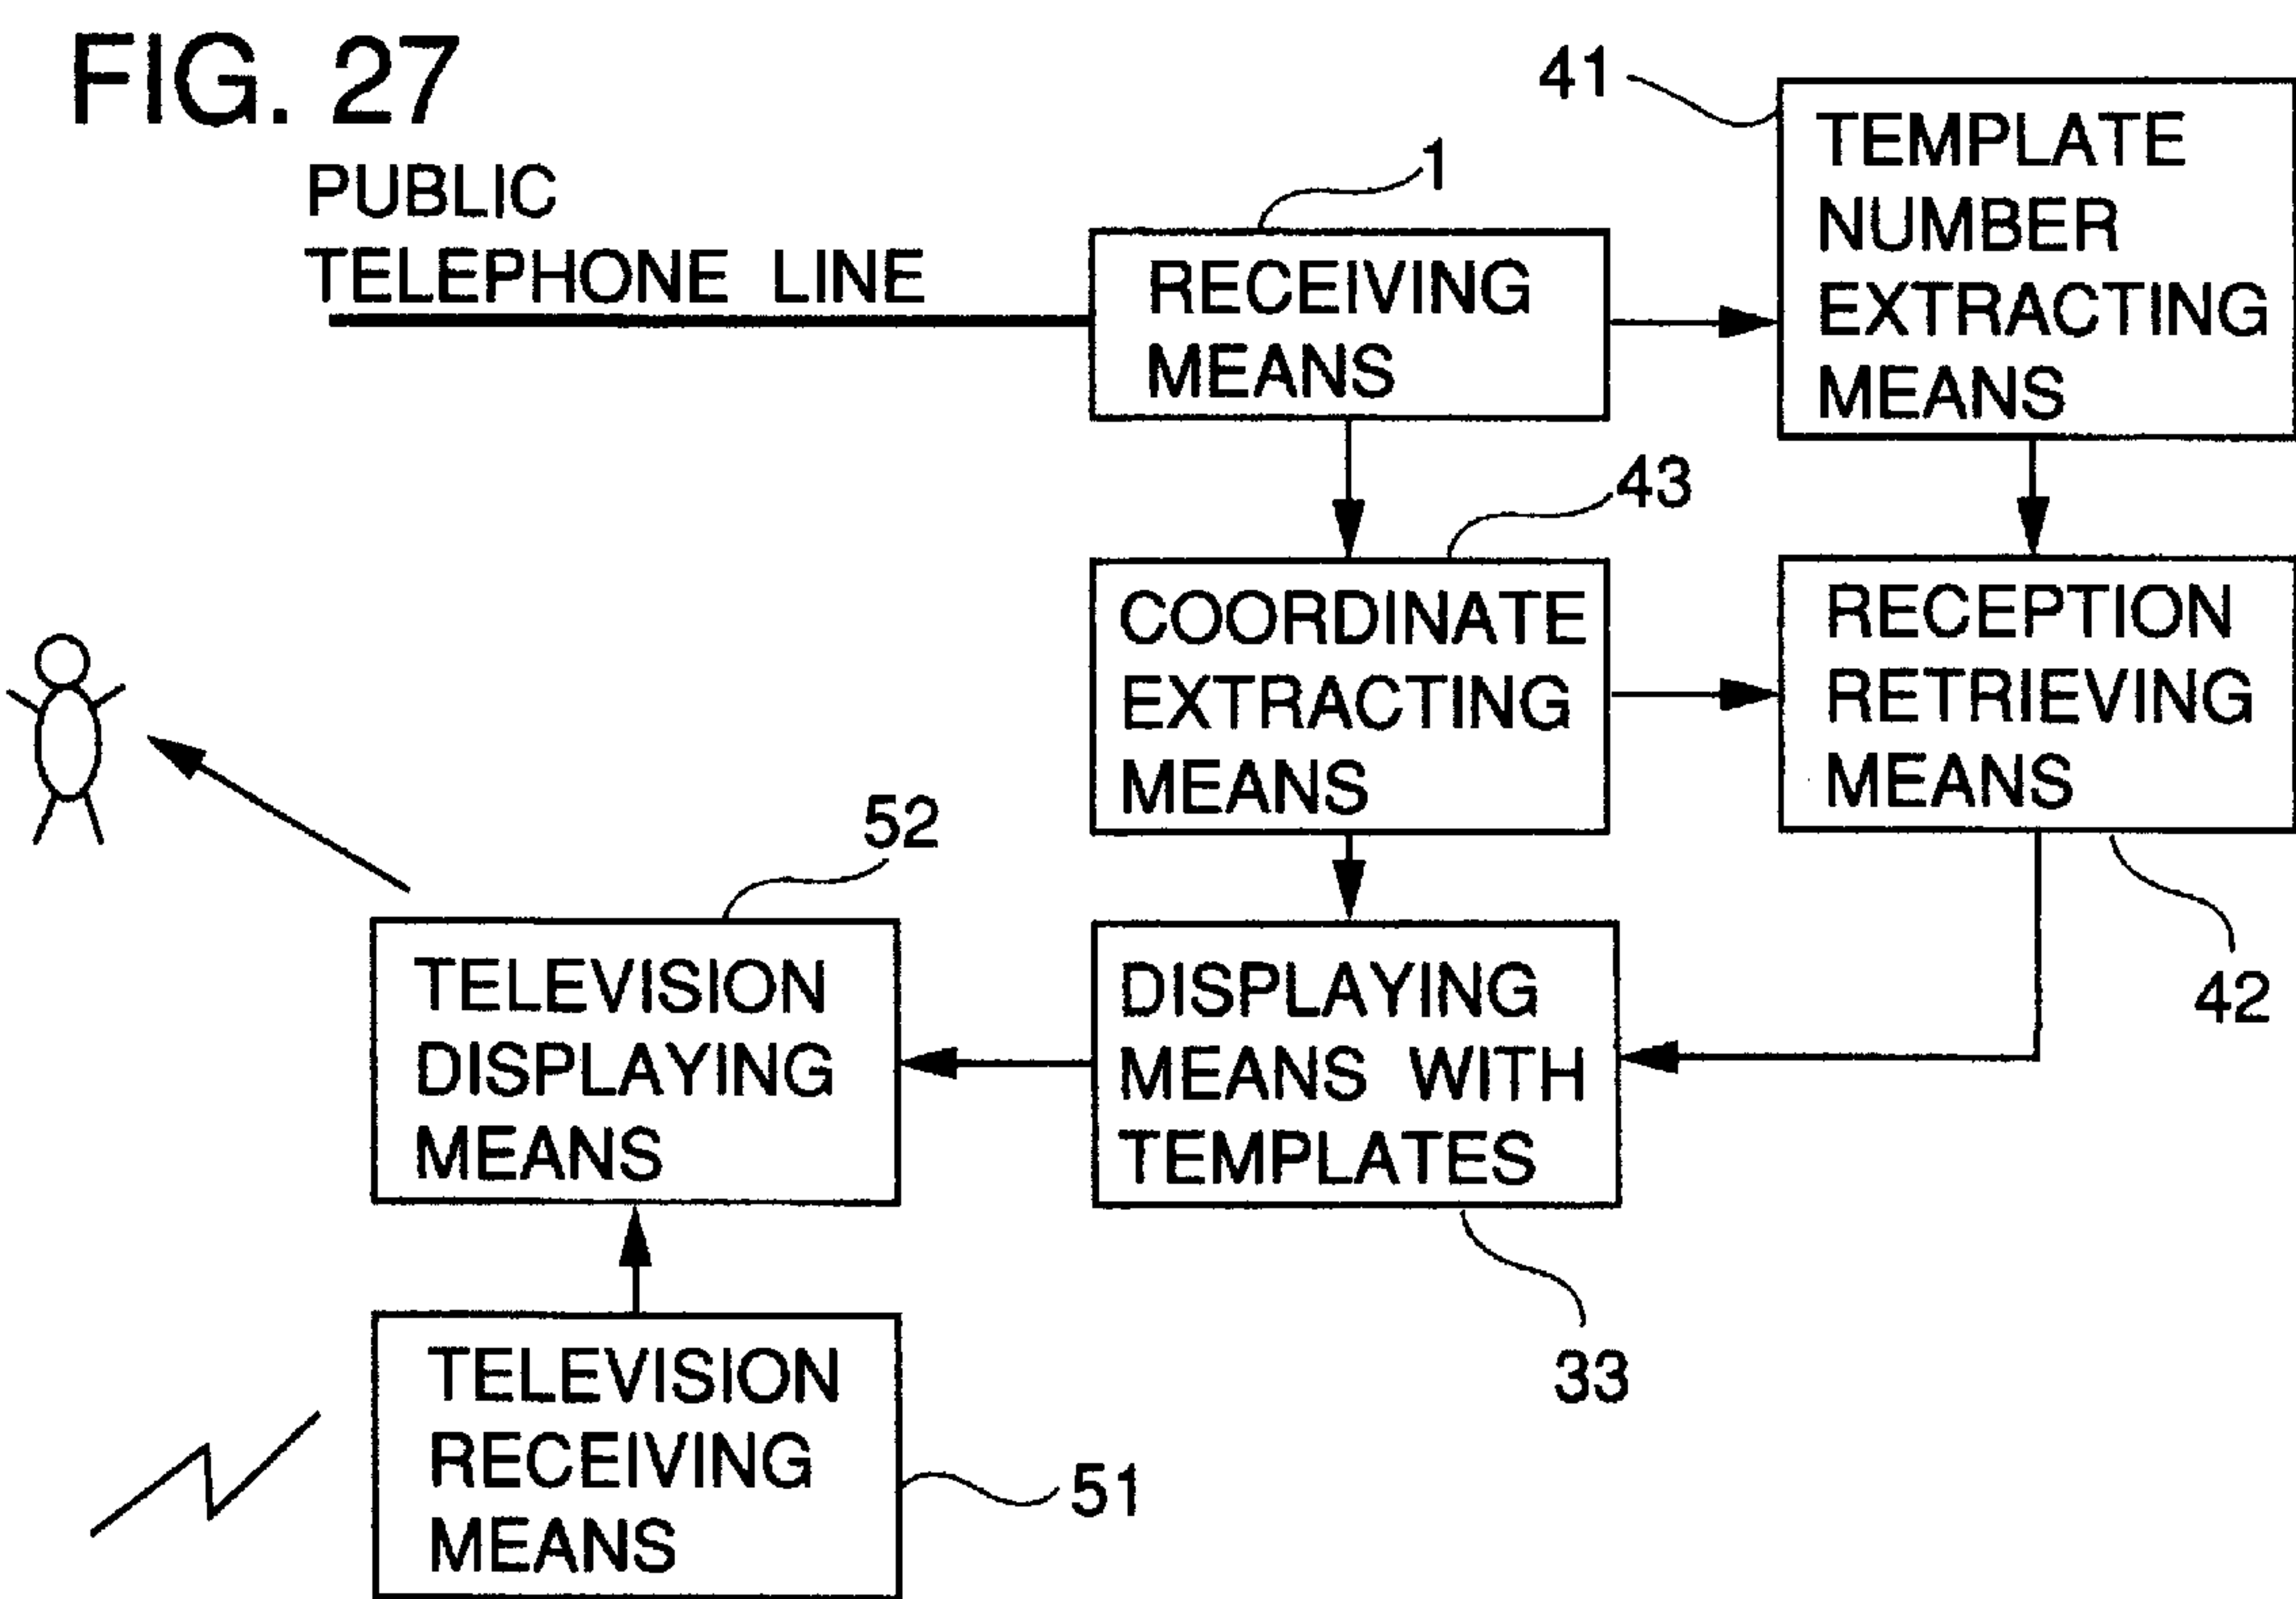 FIG. 27
PUBLIC
TELEPHONE LINE
1
RECEIVING
MEANS
41
TEMPLATE
NUMBER
EXTRACTING
MEANS
43
COORDINATE
EXTRACTING
MEANS
RECEPTION
RETRIEVING
MEANS
42
52
TELEVISION
DISPLAYING
MEANS
DISPLAYING
MEANS WITH
TEMPLATES
33
TELEVISION
RECEIVING
MEANS
51